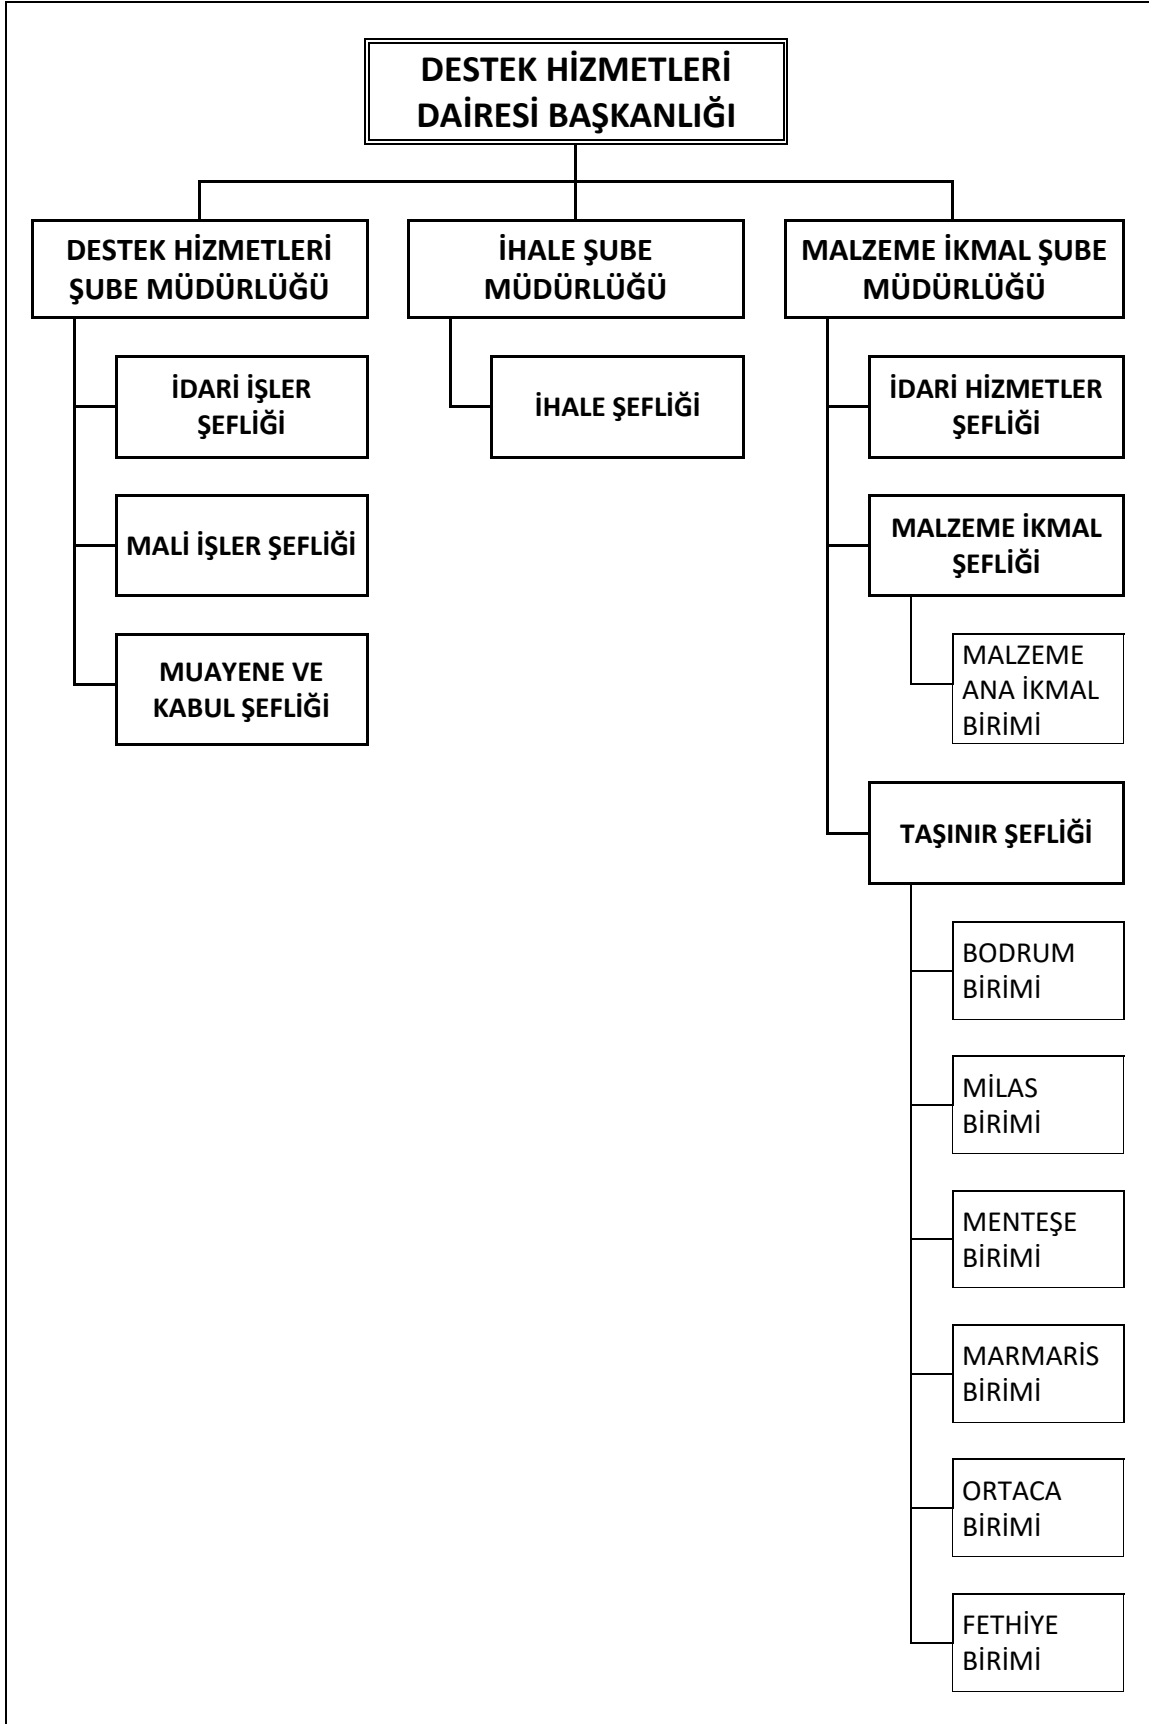 DESTEK HİZMETLERİ
DAİRESİ BAŞKANLIĞI
DESTEK HİZMETLERİ
ŞUBE MÜDÜRLÜĞÜ
İDARİ İŞLER
ŞEFLİĞİ
MALİ İŞLER ŞEFLİĞİ
MUAYENE VE
KABUL ŞEFLİĞİ
İHALE ŞUBE
MÜDÜRLÜĞÜ
İHALE ŞEFLİĞİ
MALZEME İKMAL ŞUBE
MÜDÜRLÜĞÜ
İDARİ HİZMETLER
ŞEFLİĞİ
MALZEME İKMAL
ŞEFLİĞİ
MALZEME
ANA İKMAL
BİRİMİ
TAŞINIR ŞEFLİĞİ
BODRUM
BİRİMİ
MİLAS
BİRİMİ
MENTEŞE
BİRİMİ
MARMARİS
BİRİMİ
ORTACA
BİRİMİ
FETHİYE
BİRİMİ